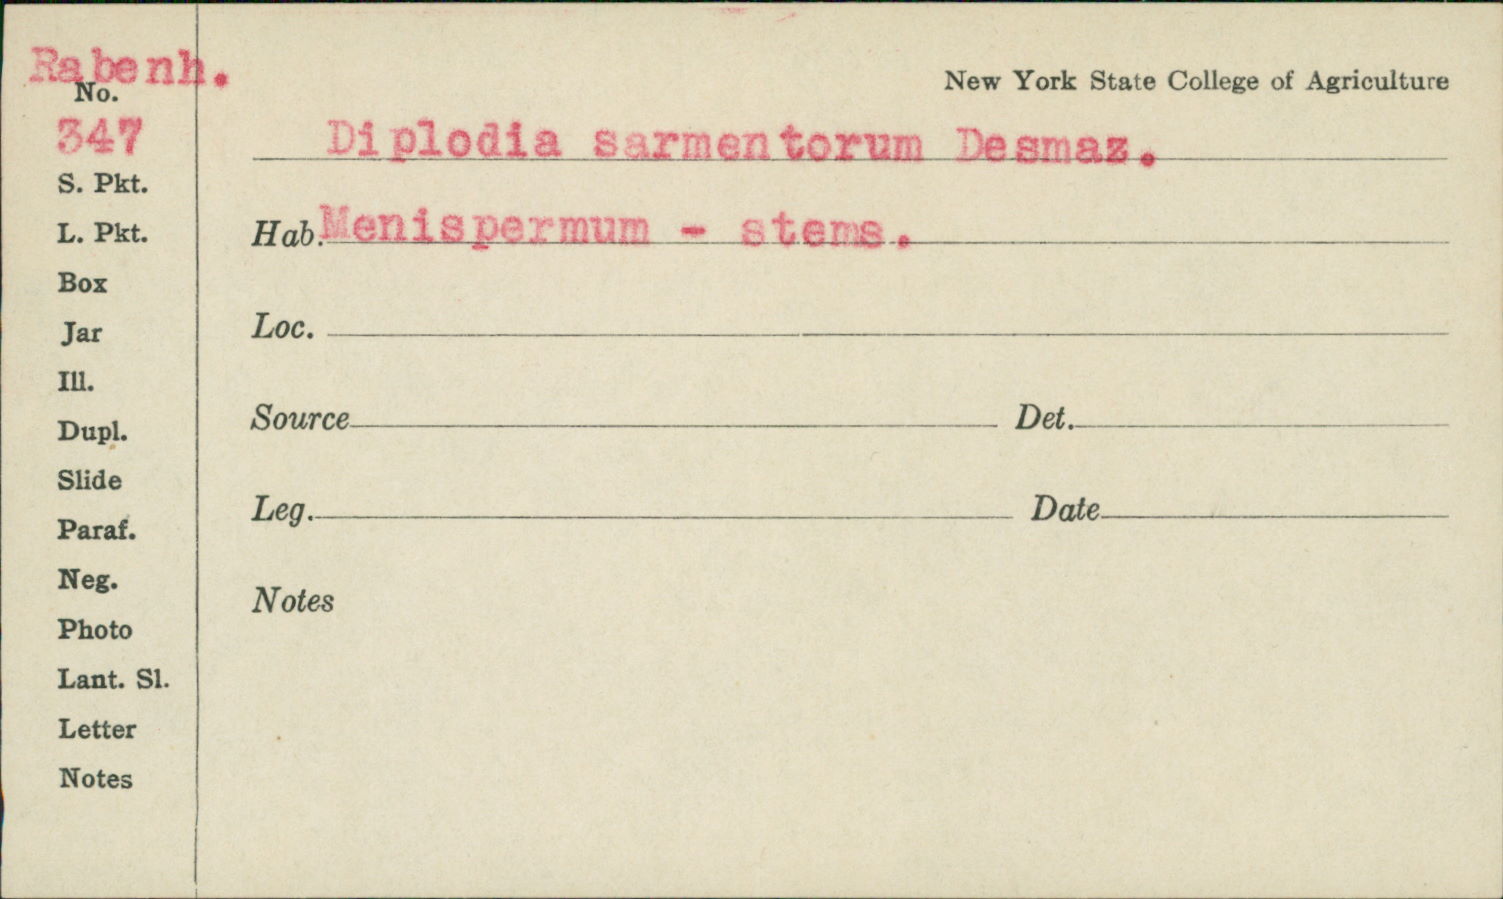 Rabenh.
No.
347
S. Pkt.
L. Pkt.
Box
Jar
Ill.
Dupl.
Slide
Paraf.
Neg.
Photo
Lant. Sl.
Letter
Notes
New York State College of Agriculture
Diplodia sarmentorum Desmaz.
Hab. Menispermum - stems.
Loc.
Source Det.
Leg. Date
Notes